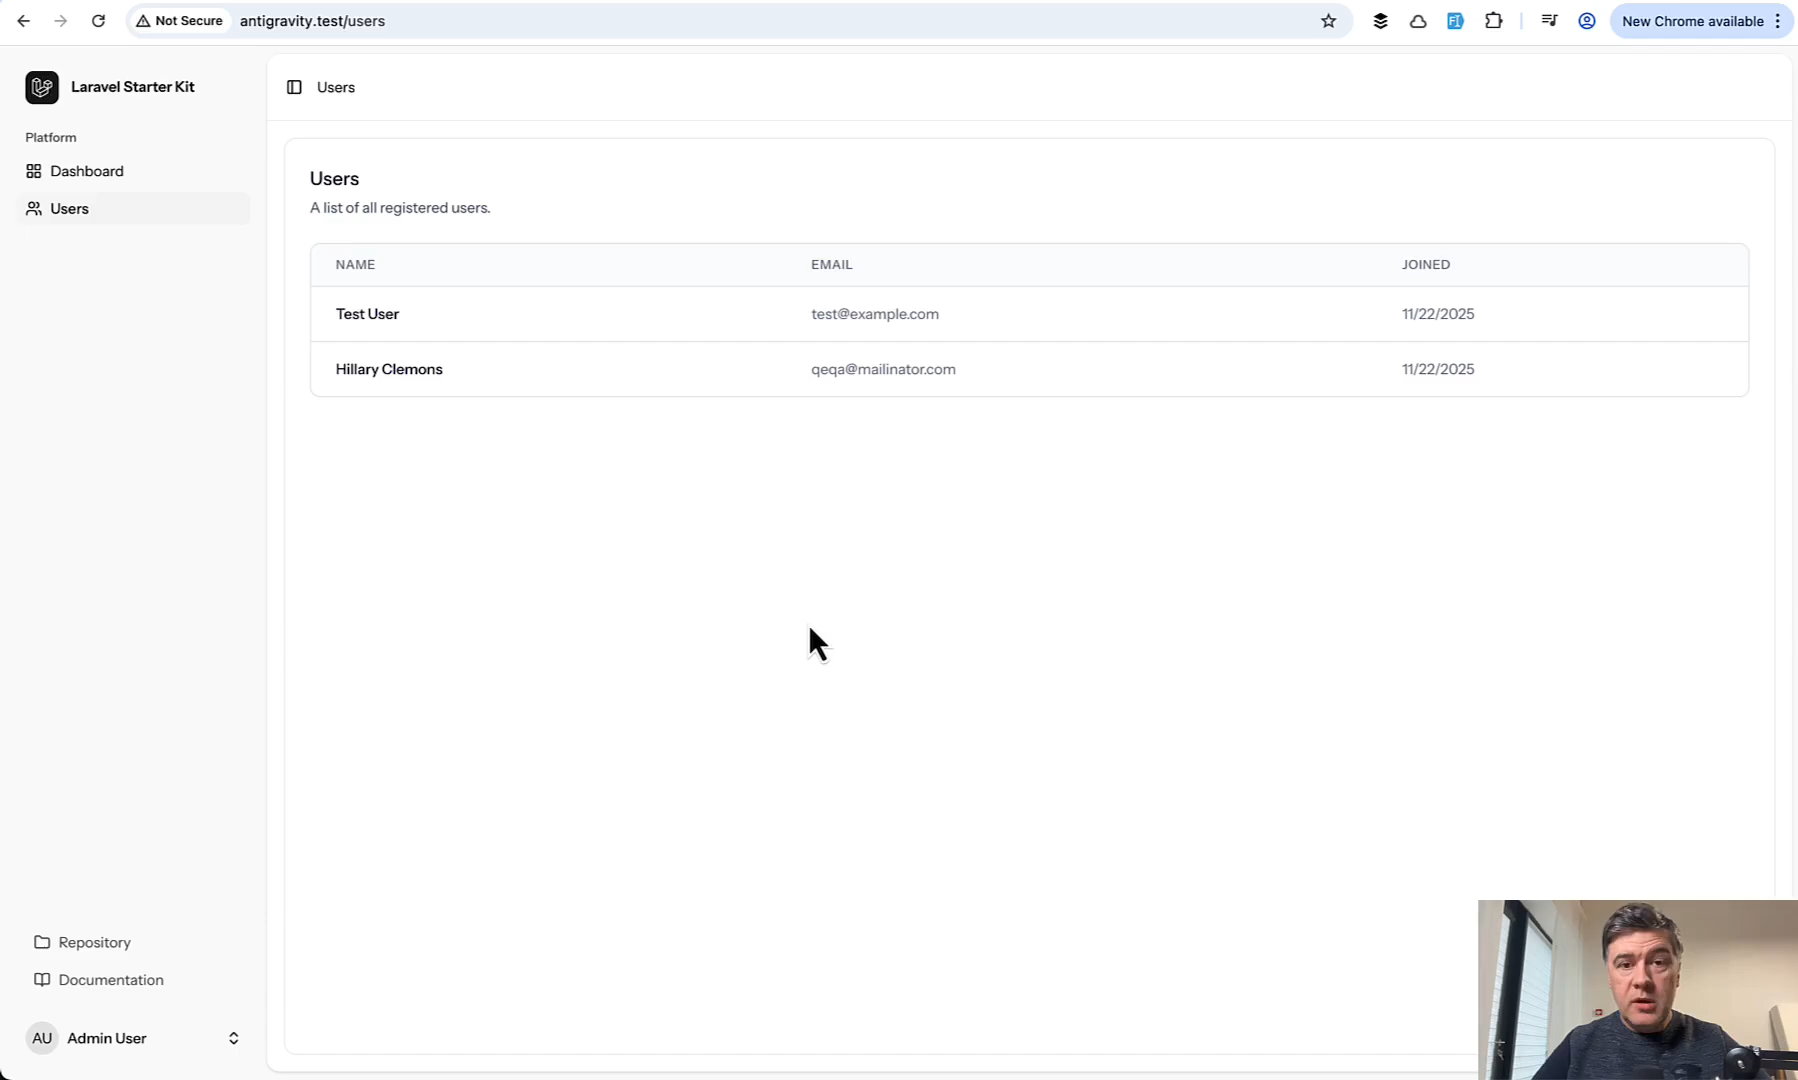 Not Secure antigravity.test/users New Chrome available
Laravel Starter Kit
Platform
Dashboard
Users
Users
Users
A list of all registered users.
NAME EMAIL JOINED
Test User test@example.com 11/22/2025
Hillary Clemons qeqa@mailinator.com 11/22/2025
Repository
Documentation
AU Admin User